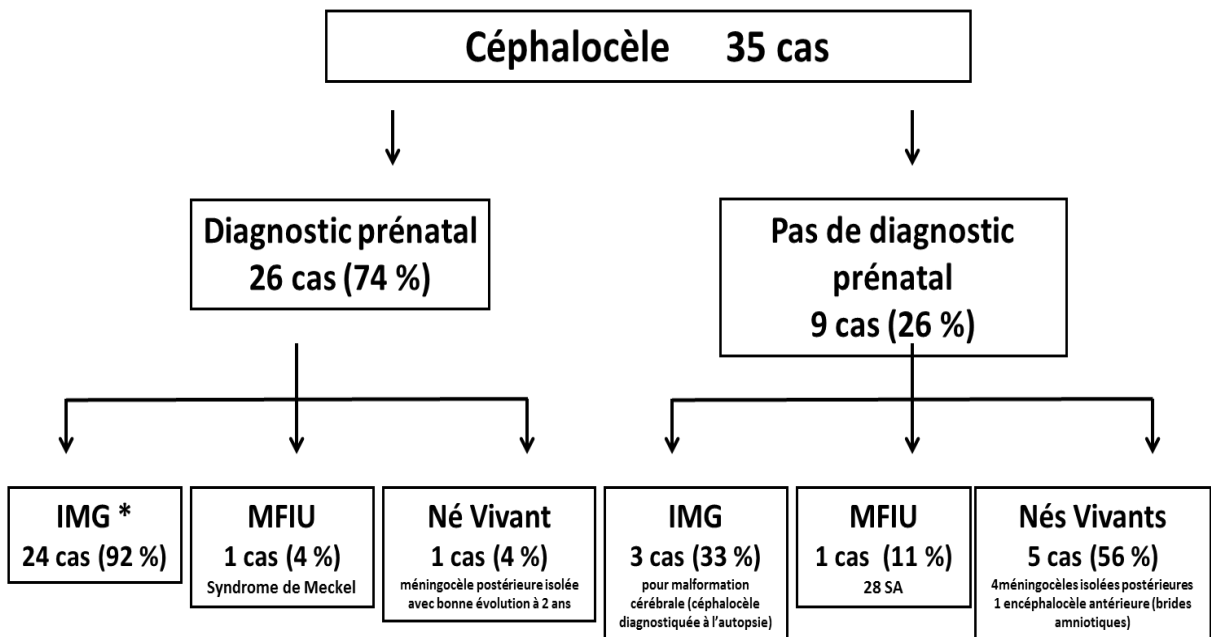 Céphalocèle 35 cas
Diagnostic prénatal
26 cas (74 %)
Pas de diagnostic
prénatal
9 cas (26 %)
IMG *
24 cas (92 %)
MFIU
1 cas (4 %)
Syndrome de Meckel
Né Vivant
1 cas (4 %)
méningocèle postérieure isolée
avec bonne évolution à 2 ans
IMG
3 cas (33 %)
pour malformation
cérébrale (céphalocèle
diagnostiquée à l'autopsie)
MFIU
1 cas (11 %)
28 SA
Nés Vivants
5 cas (56 %)
4méningocèles isolées postérieures
1 encéphalocèle antérieure (brides
amniotiques)